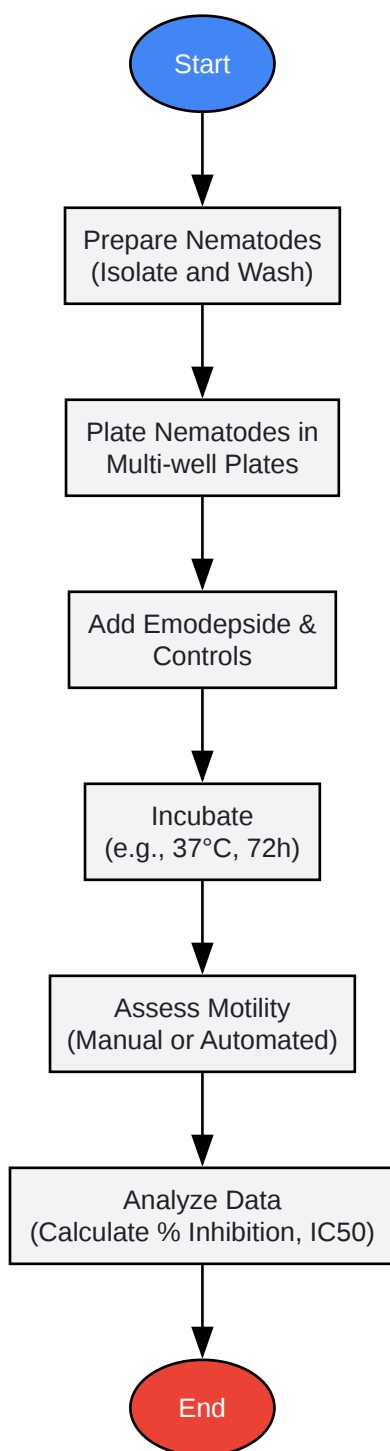 Start
Prepare Nematodes
(Isolate and Wash)
Plate Nematodes in
Multi-well Plates
Add Emodepside &
Controls
Incubate
(e.g., 37°C, 72h)
Assess Motility
(Manual or Automated)
Analyze Data
(Calculate % Inhibition, IC50)
End